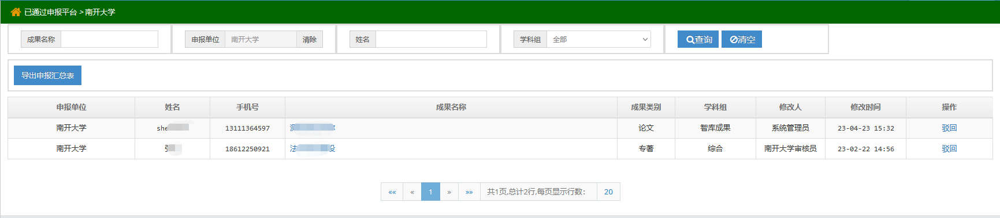 已通过申报平台 > 南开大学
成果名称 申报单位 南开大学 清除 姓名 学科组 全部 查询 清空
导出申报汇总表
申报单位 姓名 手机号 成果名称 成果类别 学科组 修改人 修改时间 操作
南开大学 she 13111364597 论文 智库成果 系统管理员 23-04-23 15:32 驳回
南开大学 18612250921 法 设 专著 综合 南开大学审核员 23-02-22 14:56 驳回
«« « 1 » »» 共1页,总计2行,每页显示行数: 20